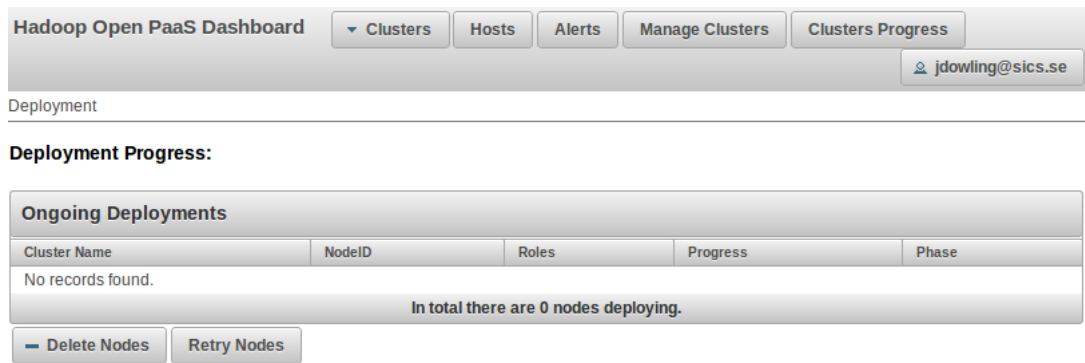 Hadoop Open PaaS Dashboard Clusters Hosts Alerts Manage Clusters Clusters Progress
jdowling@sics.se
Deployment
Deployment Progress:
Ongoing Deployments
Cluster Name NodeID Roles Progress Phase
No records found.
In total there are 0 nodes deploying.
Delete Nodes Retry Nodes